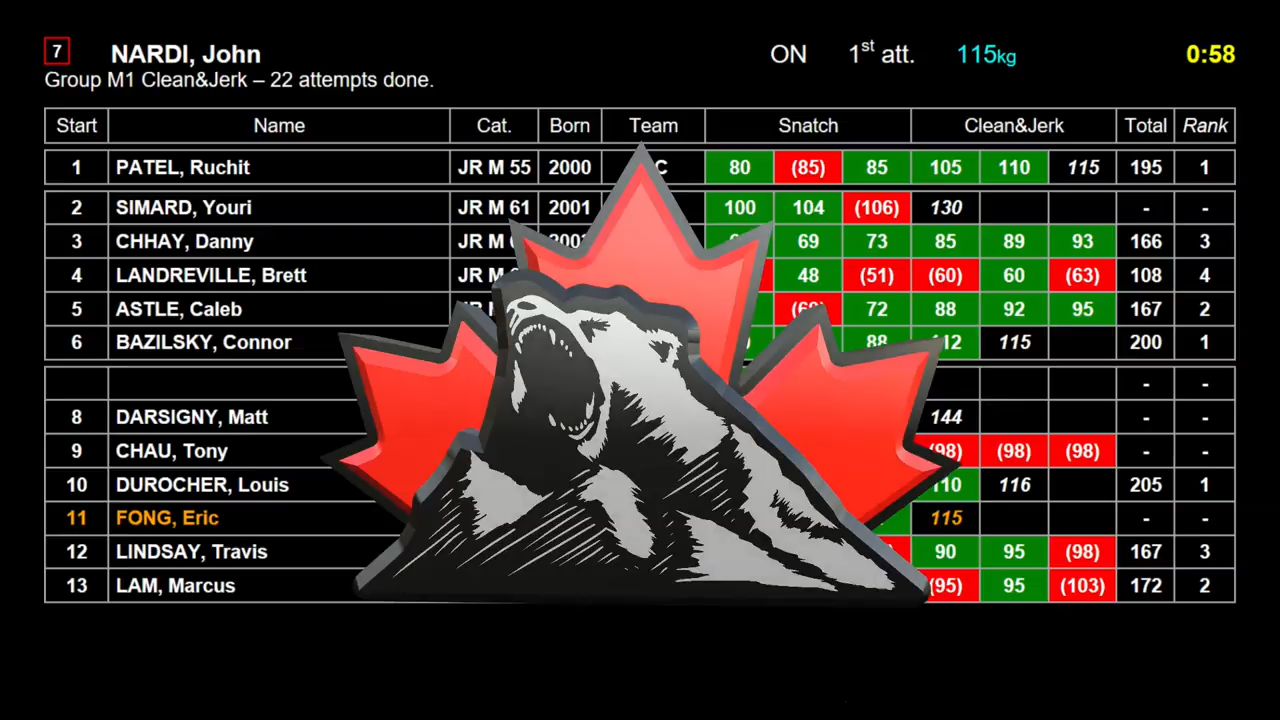 7 NARDI, John ON 1st att. 115kg 0:58
Group M1 Clean&Jerk – 22 attempts done.
Start Name Cat. Born Team Snatch Clean&Jerk Total Rank
1 PATEL, Ruchit JR M 55 2000 80 (85) 85 105 110 115 195 1
2 SIMARD, Youri JR M 61 2001 100 104 (106) 130 - -
3 CHHAY, Danny JR M 69 73 85 89 93 166 3
4 LANDREVILLE, Brett JR M 48 (51) (60) 60 (63) 108 4
5 ASTLE, Caleb 72 88 92 95 167 2
6 BAZILSKY, Connor 88 115 200 1
- -
8 DARSIGNY, Matt 144 - -
9 CHAU, Tony (98) (98) (98) - -
10 DUROCHER, Louis 116 205 1
11 FONG, Eric 115 - -
12 LINDSAY, Travis 90 95 (98) 167 3
13 LAM, Marcus (95) 95 (103) 172 2